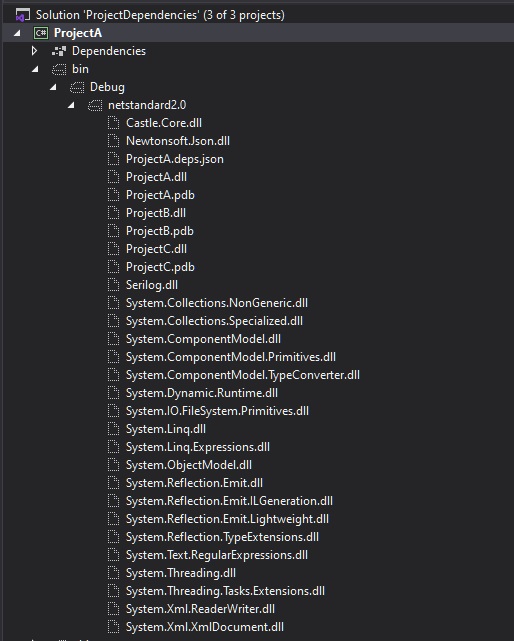 Solution 'ProjectDependencies' (3 of 3 projects)
C# ProjectA
Dependencies
bin
Debug
netstandard2.0
Castle.Core.dll
Newtonsoft.Json.dll
ProjectA.deps.json
ProjectA.dll
ProjectA.pdb
ProjectB.dll
ProjectB.pdb
ProjectC.dll
ProjectC.pdb
Serilog.dll
System.Collections.NonGeneric.dll
System.Collections.Specialized.dll
System.ComponentModel.dll
System.ComponentModel.Primitives.dll
System.ComponentModel.TypeConverter.dll
System.Dynamic.Runtime.dll
System.IO.FileSystem.Primitives.dll
System.Linq.dll
System.Linq.Expressions.dll
System.ObjectModel.dll
System.Reflection.Emit.dll
System.Reflection.Emit.ILGeneration.dll
System.Reflection.Emit.Lightweight.dll
System.Reflection.TypeExtensions.dll
System.Text.RegularExpressions.dll
System.Threading.dll
System.Threading.Tasks.Extensions.dll
System.Xml.ReaderWriter.dll
System.Xml.XmlDocument.dll